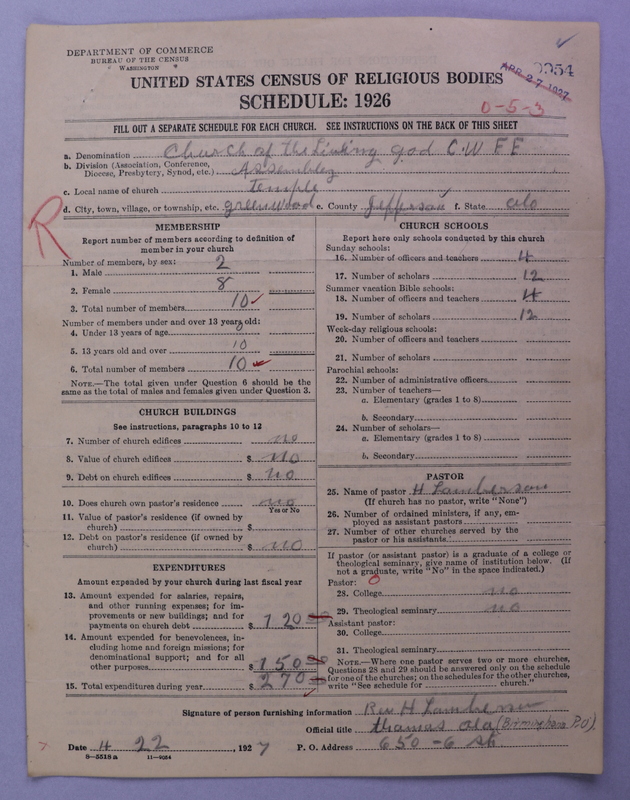 DEPARTMENT OF COMMERCE
BUREAU OF THE CENSUS
WASHINGTON
APR 27 1927
UNITED STATES CENSUS OF RELIGIOUS BODIES
SCHEDULE: 1926
0-5-3
FILL OUT A SEPARATE SCHEDULE FOR EACH CHURCH. SEE INSTRUCTIONS ON THE BACK OF THIS SHEET
a. Denomination Church of the Linking god C.W F F
b. Division (Association, Conference,
Diocese, Presbytery, Synod, etc.) Assembley
c. Local name of church temple
d. City, town, village, or township, etc. greenwood e. County Jefferson f. State alo
R
MEMBERSHIP
Report number of members according to definition of
member in your church
Number of members, by sex:
1. Male 2
2. Female 8
3. Total number of members 10
Number of members under and over 13 years old:
4. Under 13 years of age
5. 13 years old and over 10
6. Total number of members 10
NOTE.—The total given under Question 6 should be the
same as the total of males and females given under Question 3.
CHURCH BUILDINGS
See instructions, paragraphs 10 to 12
7. Number of church edifices no
8. Value of church edifices $ no
9. Debt on church edifices $ no
10. Does church own pastor's residence no
Yes or No
11. Value of pastor's residence (if owned by
church) $
12. Debt on pastor's residence (if owned by
church) $ no
EXPENDITURES
Amount expended by your church during last fiscal year
13. Amount expended for salaries, repairs,
and other running expenses; for im-
provements or new buildings; and for
payments on church debt $ 120 00
14. Amount expended for benevolences, in-
cluding home and foreign missions; for
denominational support; and for all
other purposes $ 150 00
15. Total expenditures during year $ 270 00
CHURCH SCHOOLS
Report here only schools conducted by this church
Sunday schools:
16. Number of officers and teachers 4
17. Number of scholars 12
Summer vacation Bible schools:
18. Number of officers and teachers 4
19. Number of scholars 12
Week-day religious schools:
20. Number of officers and teachers
21. Number of scholars
Parochial schools:
22. Number of administrative officers
23. Number of teachers—
a. Elementary (grades 1 to 8)
b. Secondary
24. Number of scholars—
a. Elementary (grades 1 to 8)
b. Secondary
PASTOR
25. Name of pastor H Lamberson
(If church has no pastor, write "None")
26. Number of ordained ministers, if any, em-
ployed as assistant pastors
27. Number of other churches served by the
pastor or his assistants
If pastor (or assistant pastor) is a graduate of a college or
theological seminary, give name of institution below. (If
not a graduate, write "No" in the space indicated.)
Pastor: 0
28. College no
29. Theological seminary no
Assistant pastor:
30. College
31. Theological seminary
NOTE.—Where one pastor serves two or more churches,
Questions 28 and 29 should be answered only on the schedule
for one of the churches; on the schedules for the other churches,
write "See schedule for church."
Signature of person furnishing information Rev H Lamberson
Official title thomas ala (Birmingham P.O)
Date 4 22, 1927 P. O. Address 650 -6 St
8-5518a 11-9054